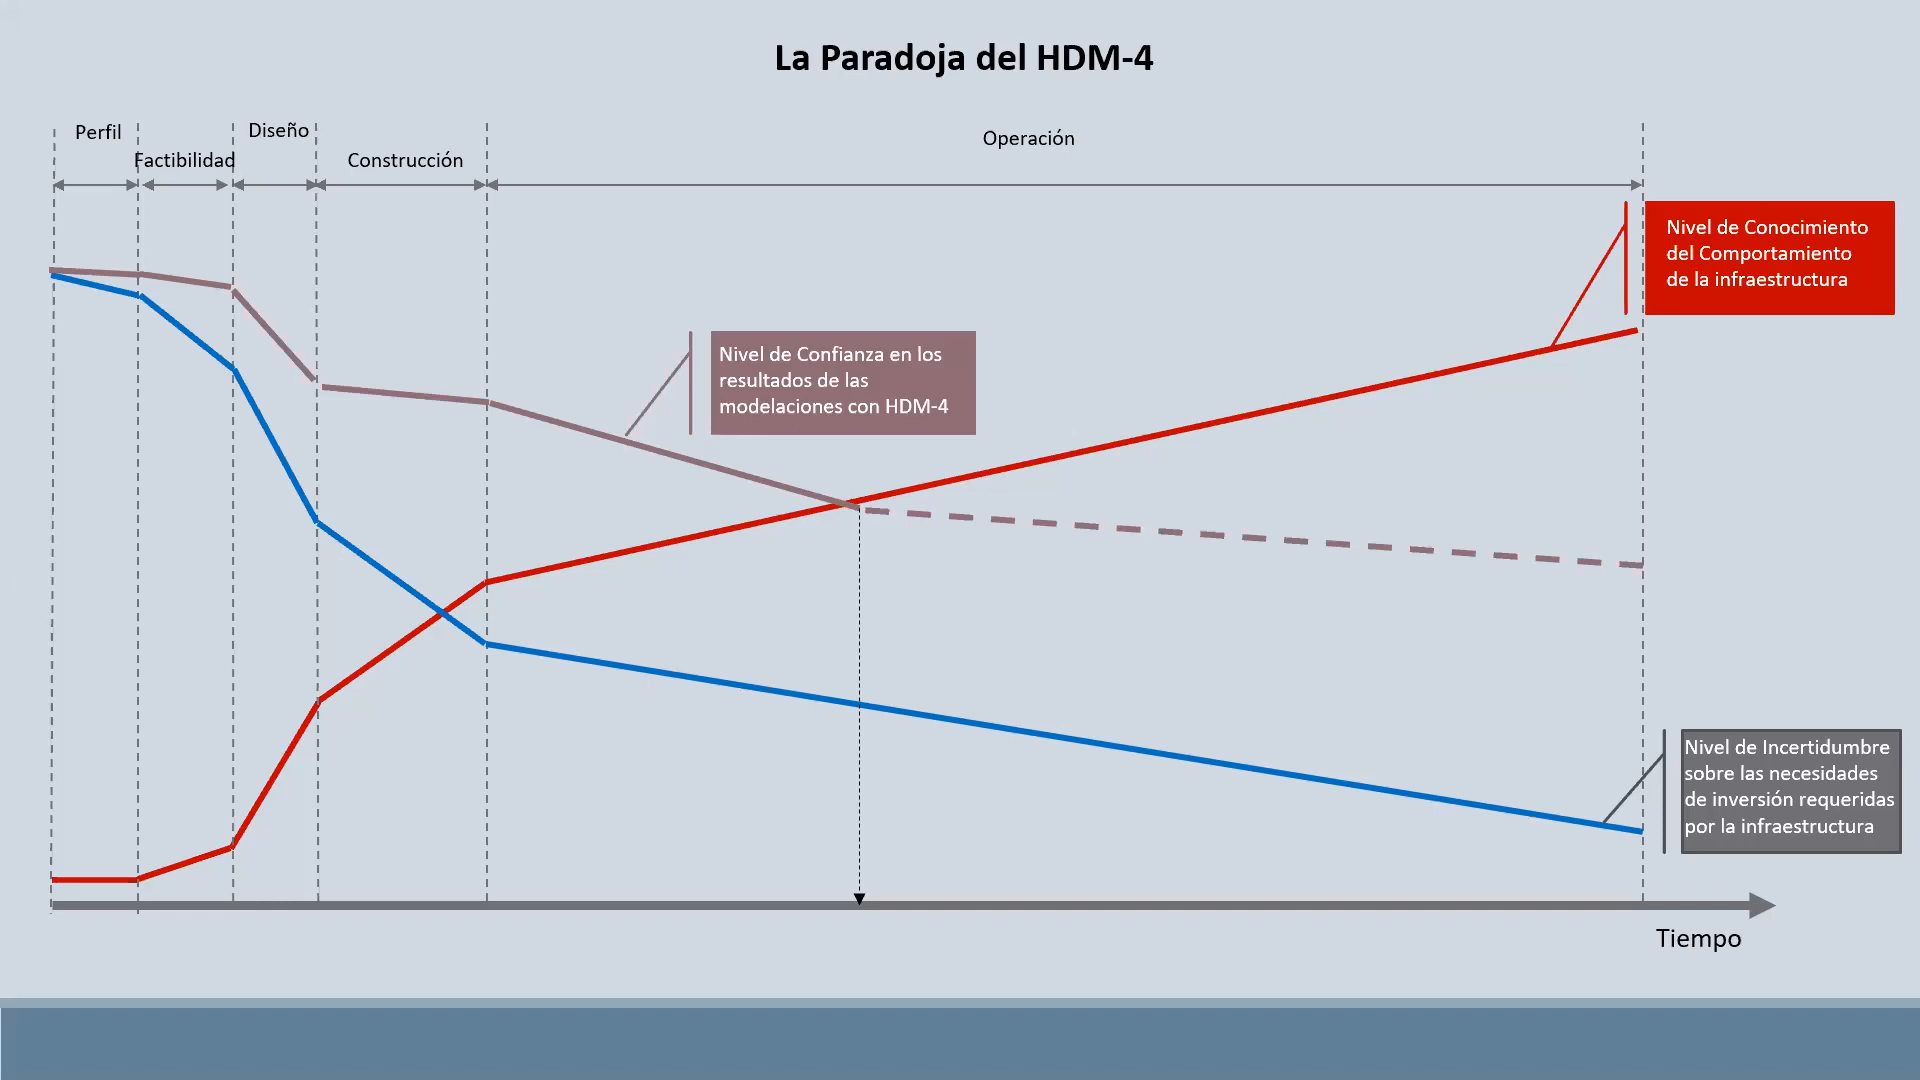 La Paradoja del HDM-4
Perfil
Factibilidad
Diseño
Construcción
Operación
Nivel de Conocimiento
del Comportamiento
de la infraestructura
Nivel de Confianza en los
resultados de las
modelaciones con HDM-4
Nivel de Incertidumbre
sobre las necesidades
de inversión requeridas
por la infraestructura
Tiempo